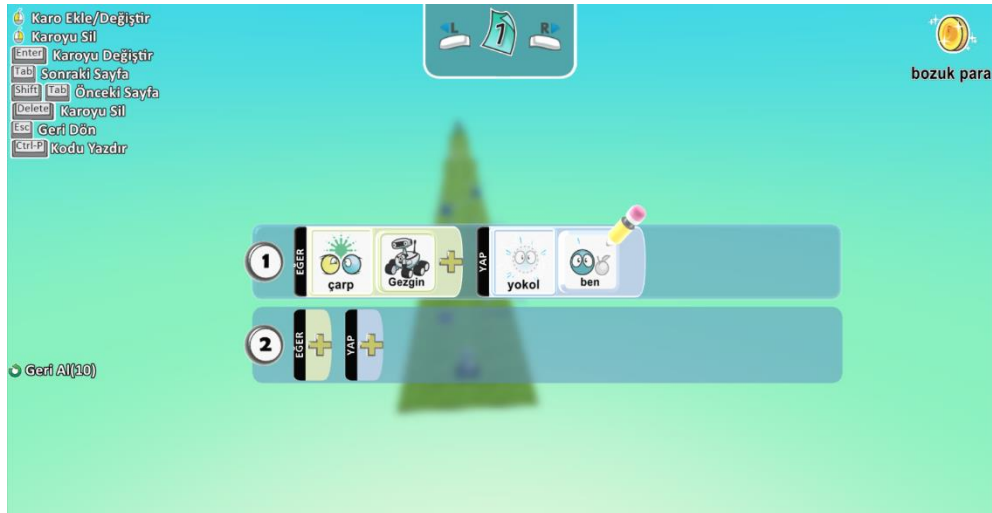 Karo Ekle/Değiştir
Karoyu Sil
Enter Karoyu Değiştir
Tab Sonraki Sayfa
Shift Tab Önceki Sayfa
Delete Karoyu Sil
Esc Geri Dön
Ctrl-P Kodu Yazdır
L 1 R
bozuk para
1 EĞER çarp Gezgin YAP yokol ben
2 EĞER YAP
Geri Al(10)